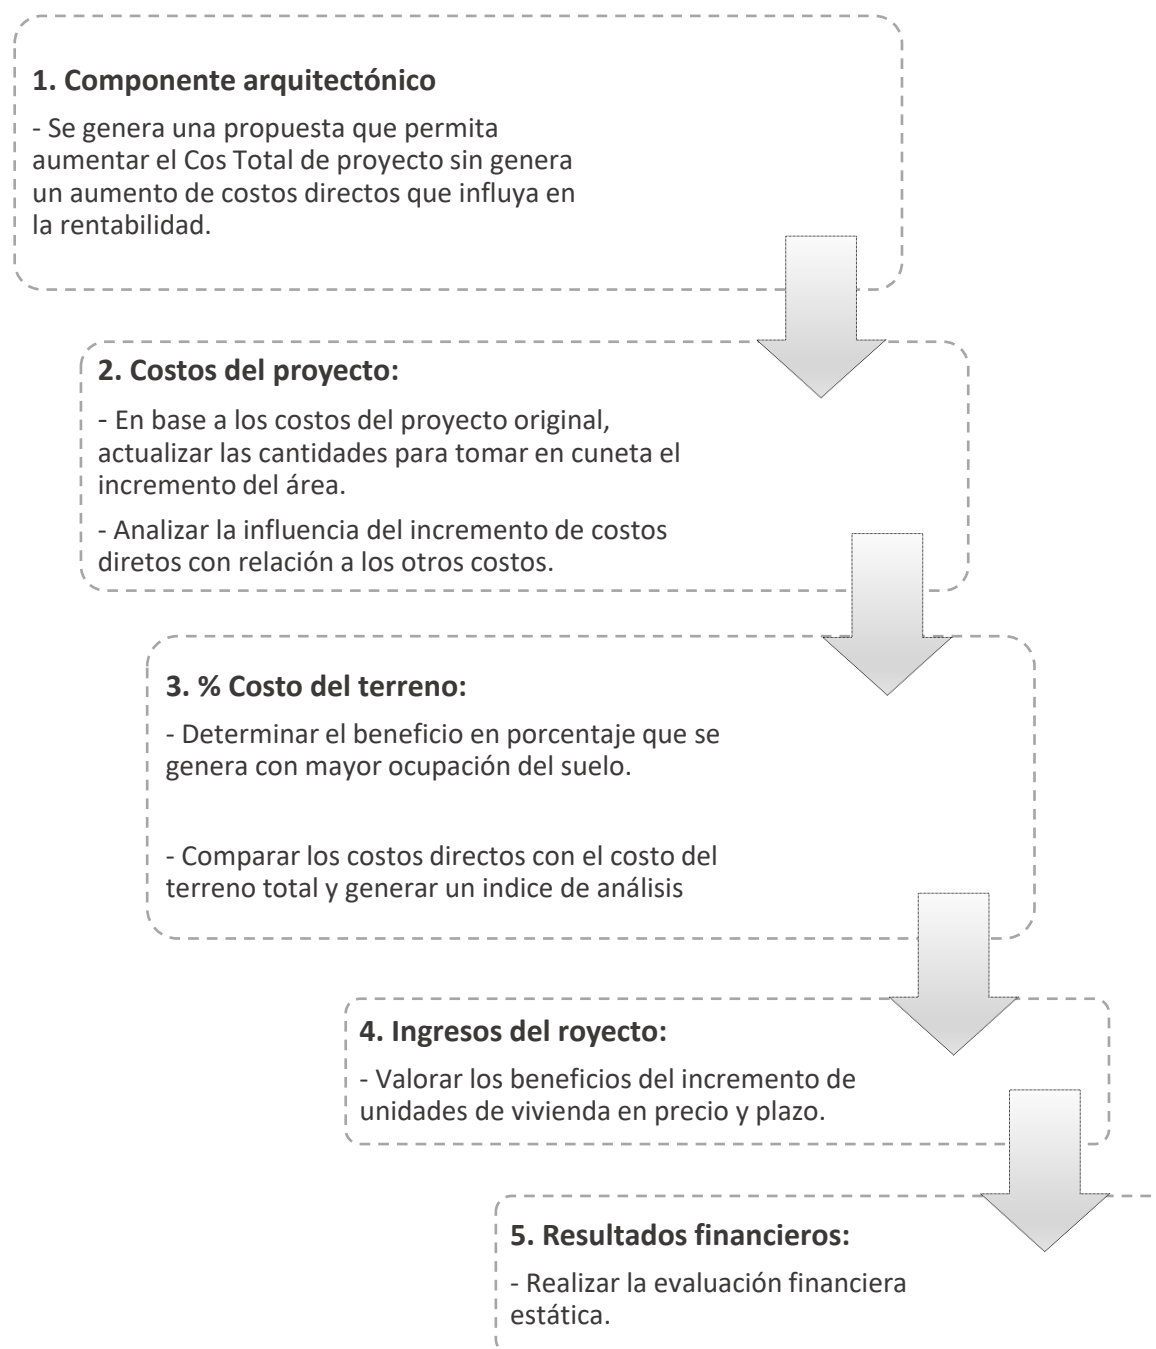 1. Componente arquitectónico
- Se genera una propuesta que permita
aumentar el Cos Total de proyecto sin genera
un aumento de costos directos que influya en
la rentabilidad.
2. Costos del proyecto:
- En base a los costos del proyecto original,
actualizar las cantidades para tomar en cuneta el
incremento del área.
- Analizar la influencia del incremento de costos
diretos con relación a los otros costos.
3. % Costo del terreno:
- Determinar el beneficio en porcentaje que se
genera con mayor ocupación del suelo.
- Comparar los costos directos con el costo del
terreno total y generar un indice de análisis
4. Ingresos del royecto:
- Valorar los beneficios del incremento de
unidades de vivienda en precio y plazo.
5. Resultados financieros:
- Realizar la evaluación financiera
estática.